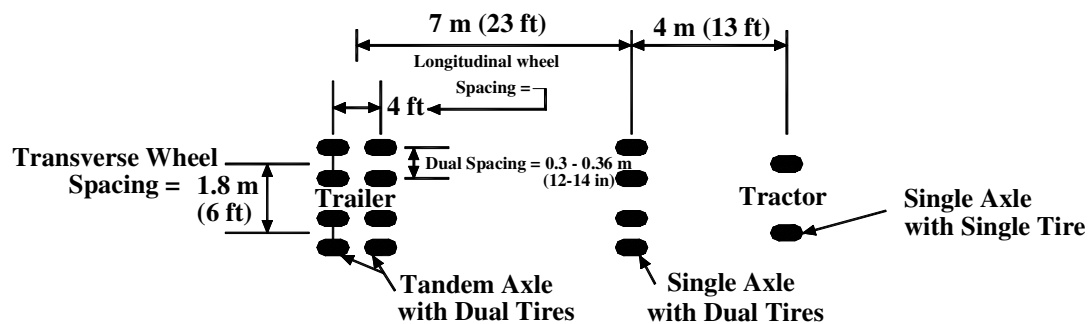 7 m (23 ft)
4 m (13 ft)
Longitudinal wheel
Spacing =
4 ft
Transverse Wheel
Spacing =
1.8 m
(6 ft)
Dual Spacing = 0.3 - 0.36 m
(12-14 in)
Trailer
Tractor
Single Axle
with Single Tire
Tandem Axle
with Dual Tires
Single Axle
with Dual Tires